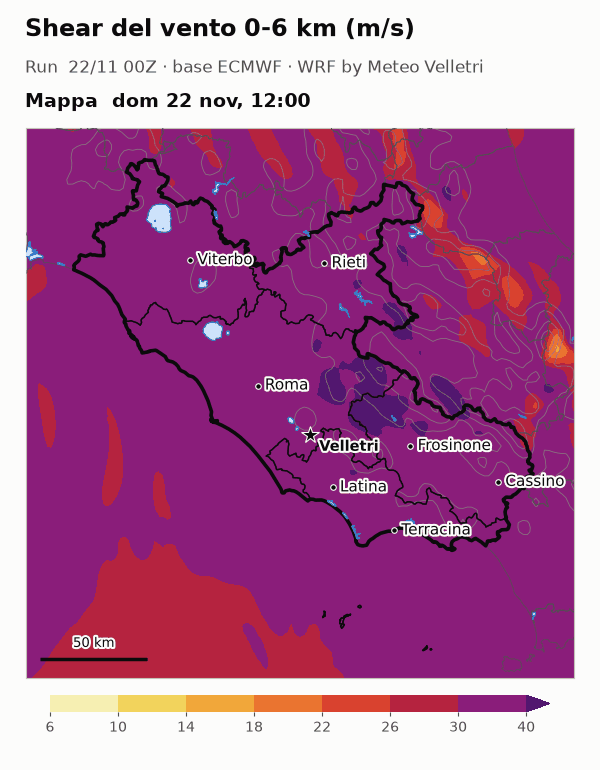 Shear del vento 0-6 km (m/s)
Run 22/11 00Z · base ECMWF · WRF by Meteo Velletri
Mappa dom 22 nov, 12:00
Viterbo
Rieti
Roma
Velletri
Frosinone
Latina
Cassino
Terracina
50 km
6 10 14 18 22 26 30 40